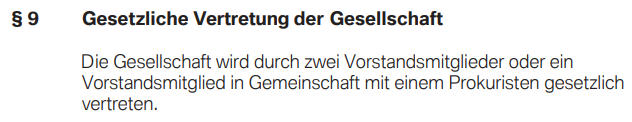 § 9 Gesetzliche Vertretung der Gesellschaft
Die Gesellschaft wird durch zwei Vorstandsmitglieder oder ein
Vorstandsmitglied in Gemeinschaft mit einem Prokuristen gesetzlich
vertreten.